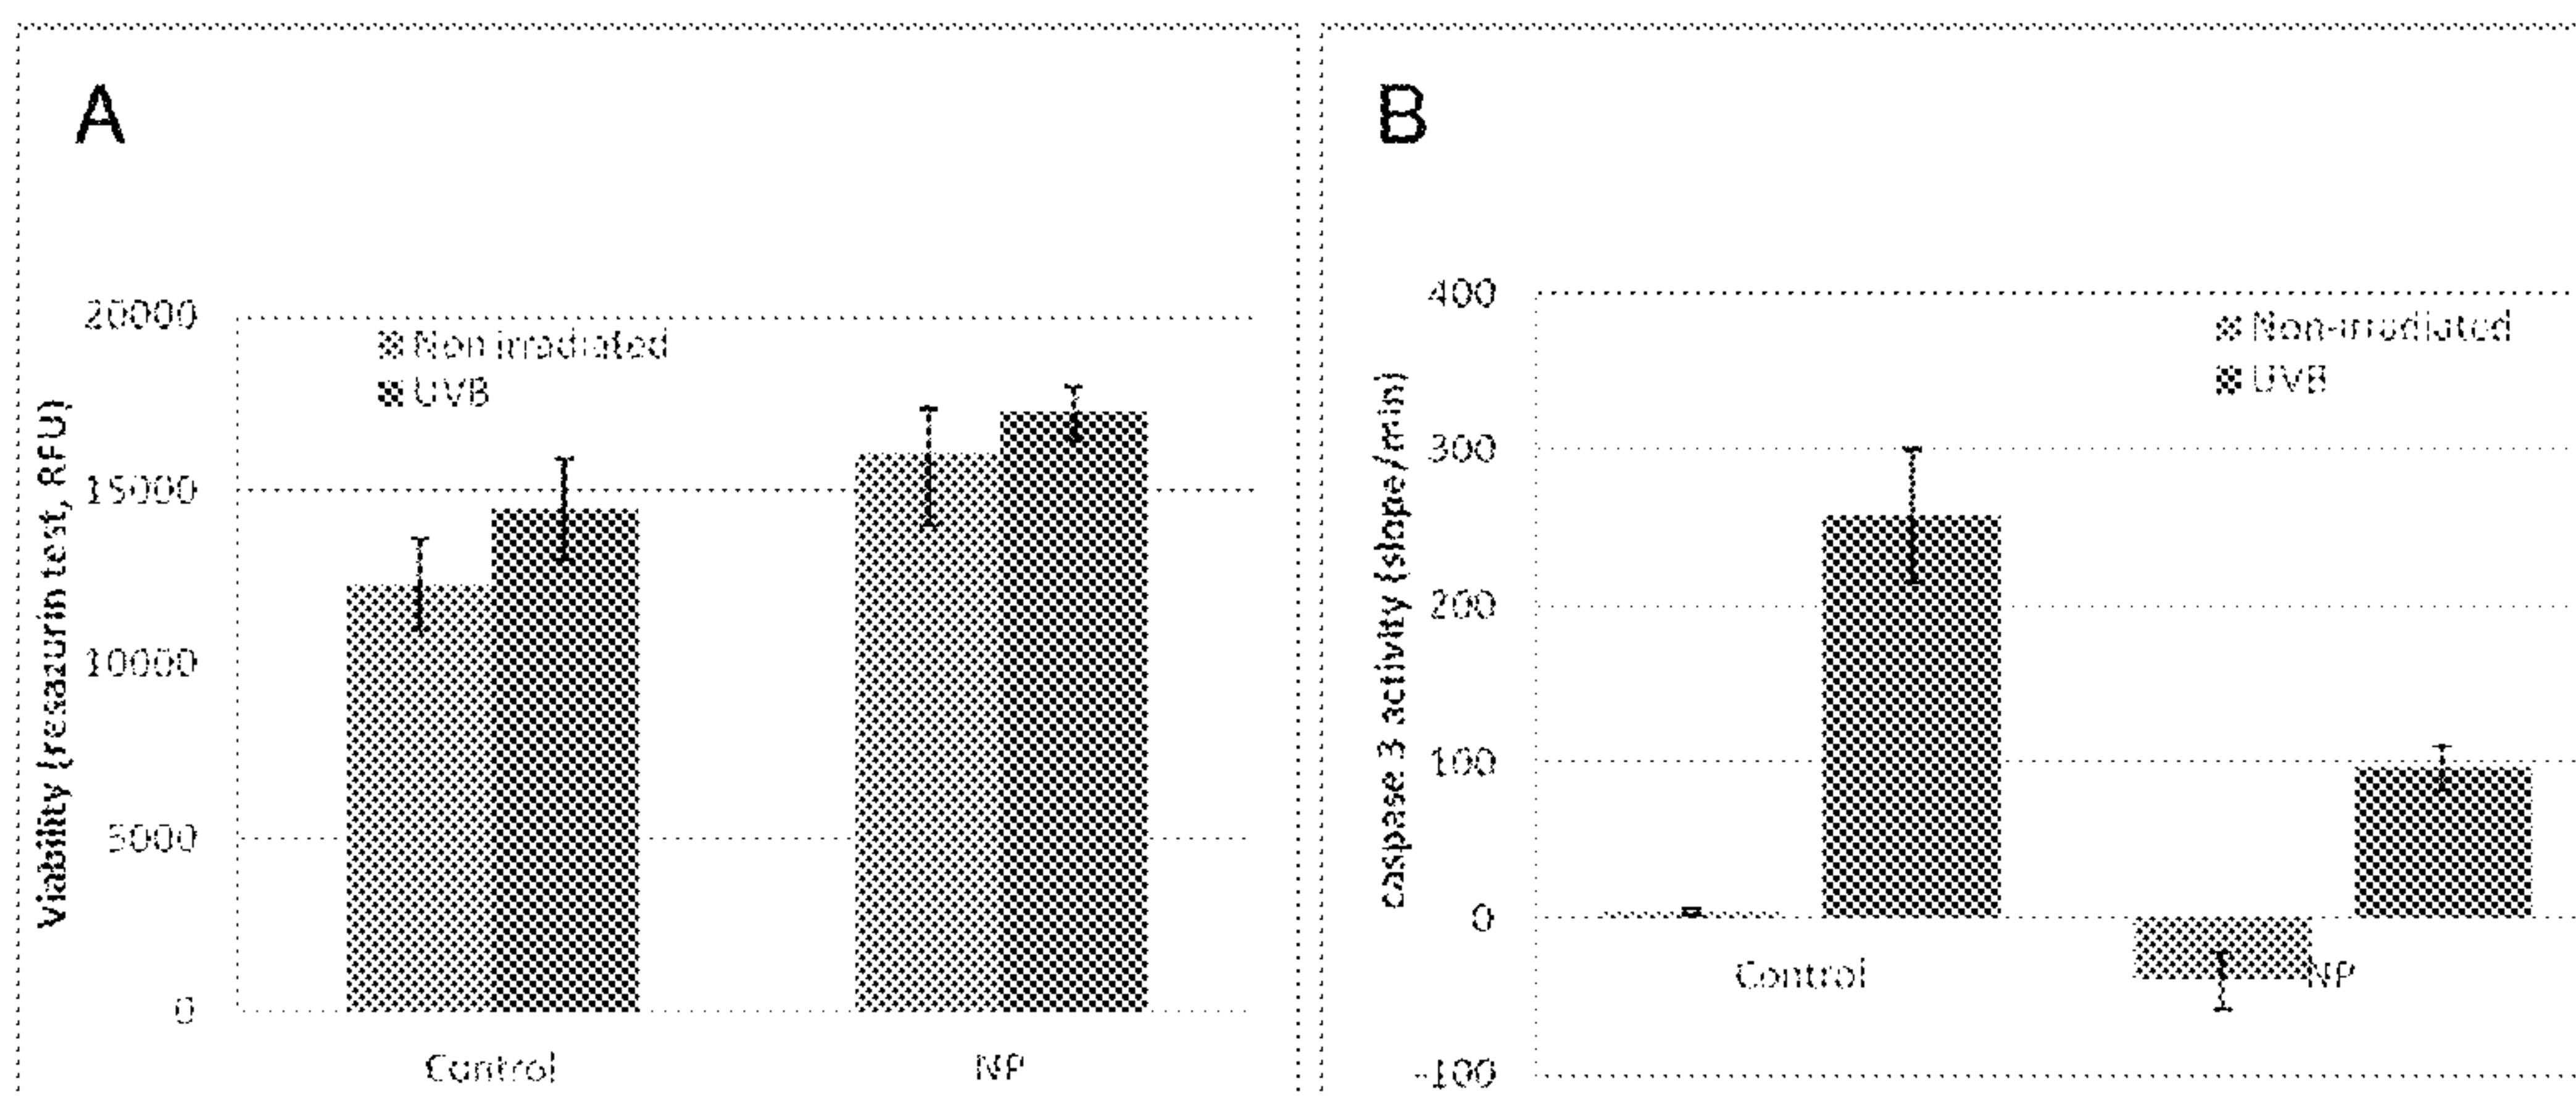 A
20000
Non irradiated
UVB
15000
10000
5000
0
Viability (resazurin test, RFU)
Control
NP
B
400
Non-irradiated
UVB
300
200
100
0
-100
caspase 3 activity (slope/min)
Control
NP